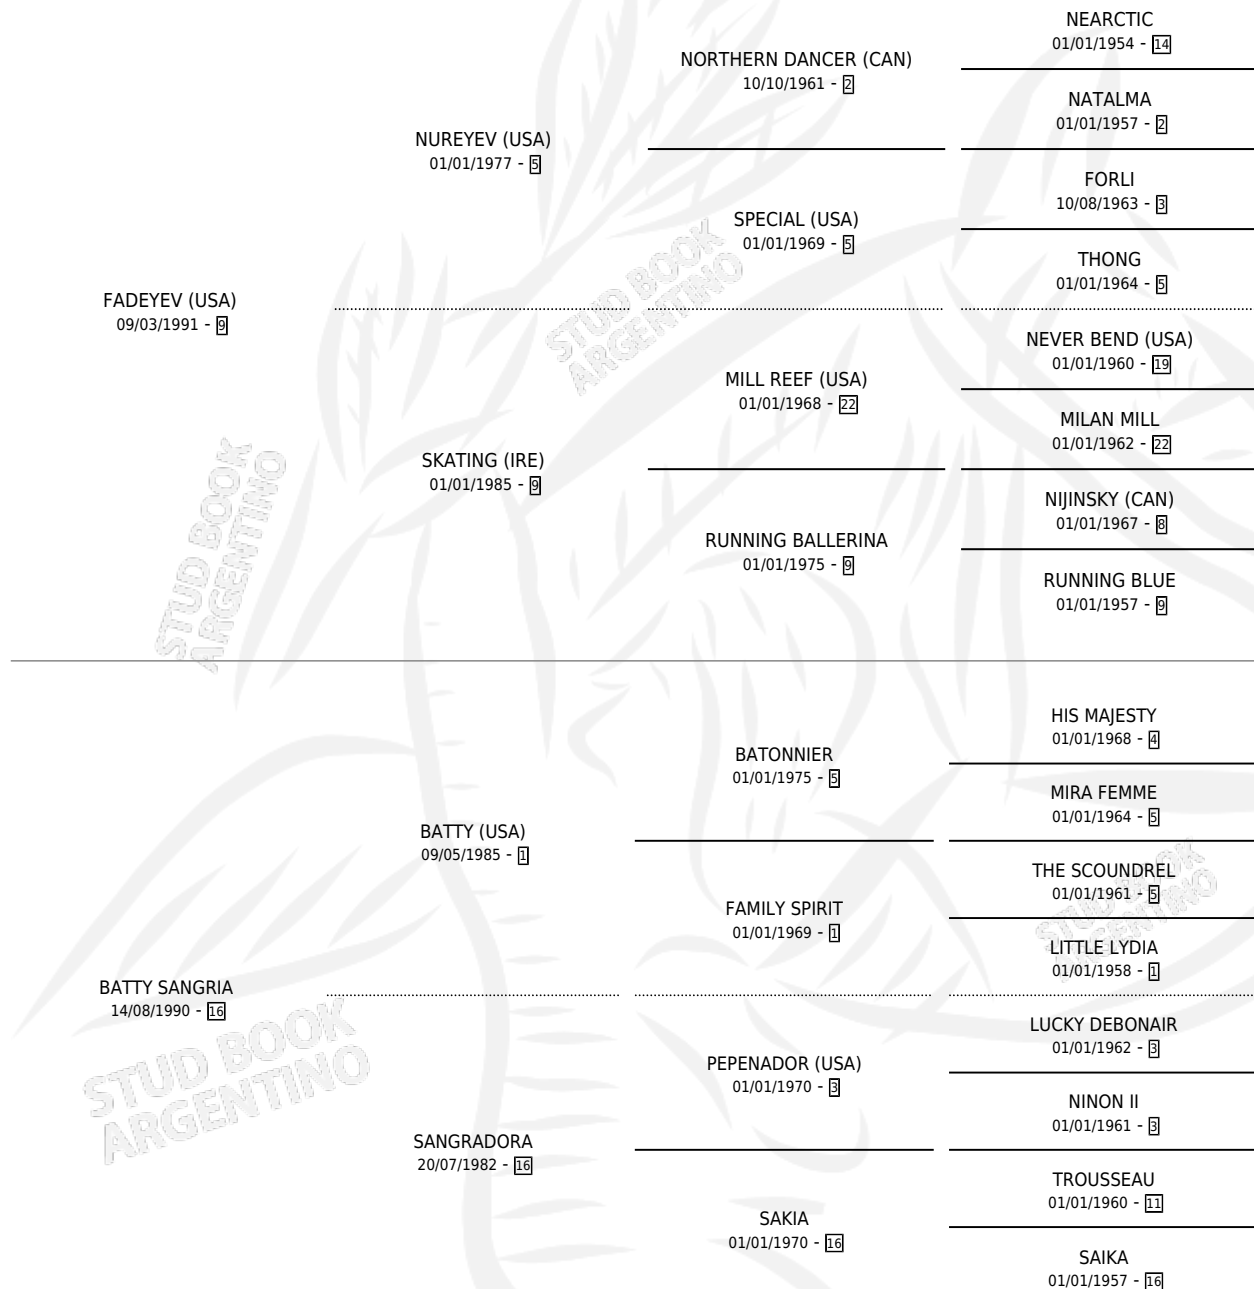 NEARCTIC
01/01/1954 - 14
NORTHERN DANCER (CAN)
10/10/1961 - 2
NATALMA
01/01/1957 - 2
NUREYEV (USA)
01/01/1977 - 5
FORLI
10/08/1963 - 3
SPECIAL (USA)
01/01/1969 - 5
THONG
01/01/1964 - 5
FADEYEV (USA)
09/03/1991 - 9
NEVER BEND (USA)
01/01/1960 - 19
MILL REEF (USA)
01/01/1968 - 22
MILAN MILL
01/01/1962 - 22
SKATING (IRE)
01/01/1985 - 9
NIJINSKY (CAN)
01/01/1967 - 8
RUNNING BALLERINA
01/01/1975 - 9
RUNNING BLUE
01/01/1957 - 9
HIS MAJESTY
01/01/1968 - 4
BATONNIER
01/01/1975 - 5
MIRA FEMME
01/01/1964 - 5
BATTY (USA)
09/05/1985 - 1
THE SCOUNDREL
01/01/1961 - 5
FAMILY SPIRIT
01/01/1969 - 1
LITTLE LYDIA
01/01/1958 - 1
BATTY SANGRIA
14/08/1990 - 16
LUCKY DEBONAIR
01/01/1962 - 3
PEPENADOR (USA)
01/01/1970 - 3
NINON II
01/01/1961 - 3
SANGRADORA
20/07/1982 - 16
TROUSSEAU
01/01/1960 - 11
SAKIA
01/01/1970 - 16
SAIKA
01/01/1957 - 16
STUD BOOK
ARGENTINO
STUD BOOK
ARGENTINO
STUD BOOK
ARGENTINO
STUD BOOK
ARGENTINO